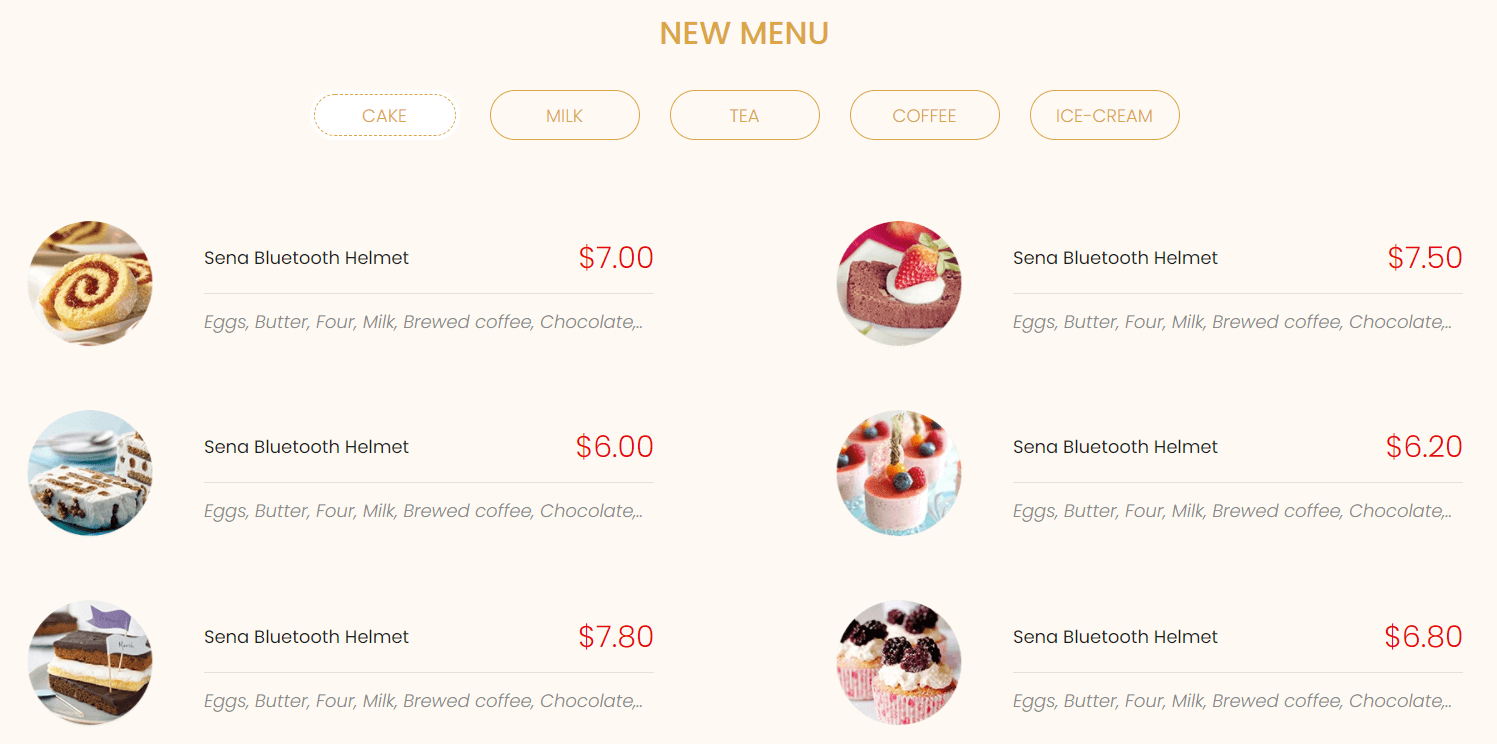 NEW MENU
CAKE
MILK
TEA
COFFEE
ICE-CREAM
Sena Bluetooth Helmet
$7.00
Eggs, Butter, Four, Milk, Brewed coffee, Chocolate,..
Sena Bluetooth Helmet
$7.50
Eggs, Butter, Four, Milk, Brewed coffee, Chocolate,..
Sena Bluetooth Helmet
$6.00
Eggs, Butter, Four, Milk, Brewed coffee, Chocolate,..
Sena Bluetooth Helmet
$6.20
Eggs, Butter, Four, Milk, Brewed coffee, Chocolate,..
Sena Bluetooth Helmet
$7.80
Eggs, Butter, Four, Milk, Brewed coffee, Chocolate,..
Sena Bluetooth Helmet
$6.80
Eggs, Butter, Four, Milk, Brewed coffee, Chocolate,..